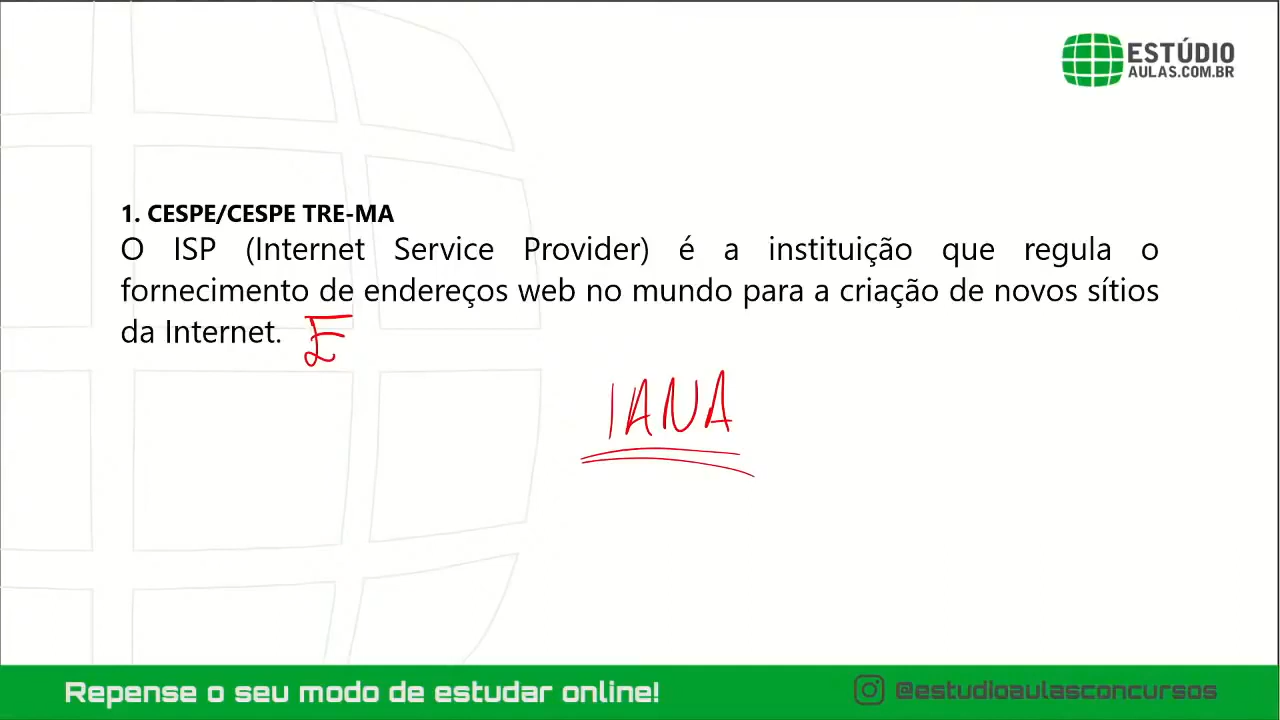 ESTÚDIO
AULAS.COM.BR
1. CESPE/CESPE TRE-MA
O ISP (Internet Service Provider) é a instituição que regula o
fornecimento de endereços web no mundo para a criação de novos sítios
da Internet. E
IANA
Repense o seu modo de estudar online!
@estudioaulasconcursos